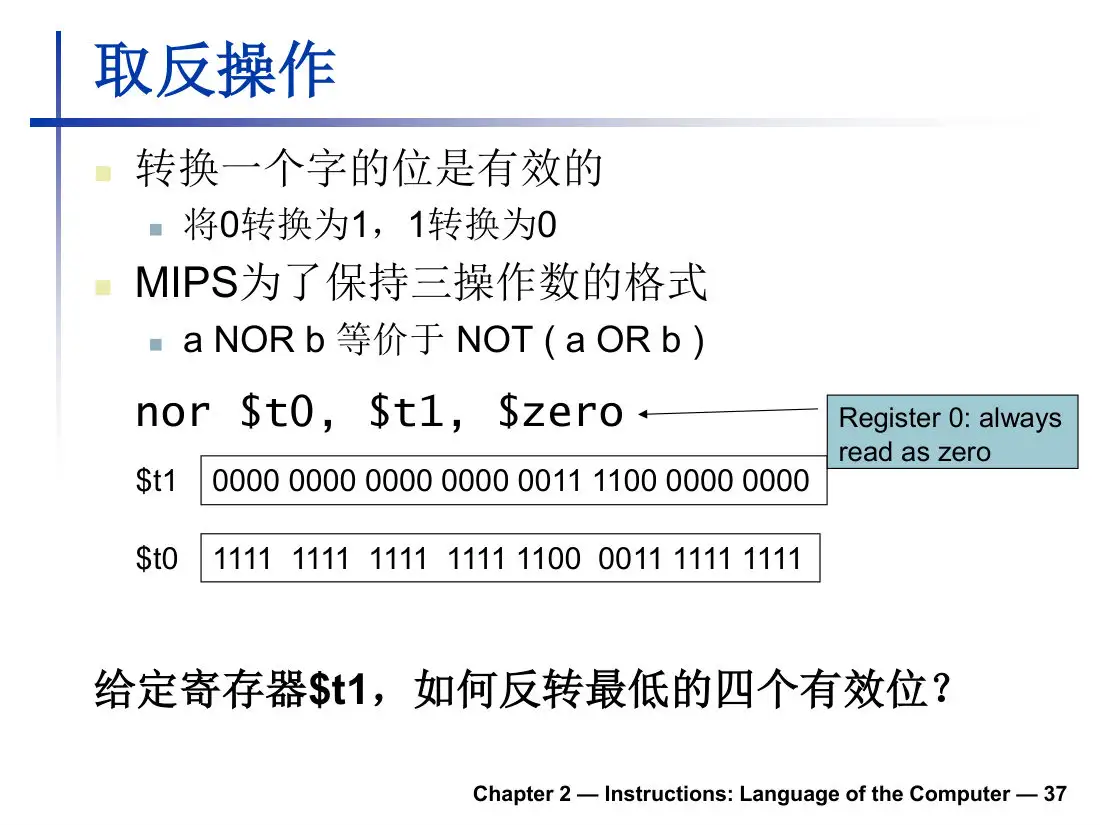 取反操作
转换一个字的位是有效的
将0转换为1，1转换为0
MIPS为了保持三操作数的格式
a NOR b 等价于 NOT ( a OR b )
nor $t0, $t1, $zero
Register 0: always
read as zero
$t1 0000 0000 0000 0000 0011 1100 0000 0000
$t0 1111 1111 1111 1111 1100 0011 1111 1111
给定寄存器$t1，如何反转最低的四个有效位？
Chapter 2 — Instructions: Language of the Computer — 37